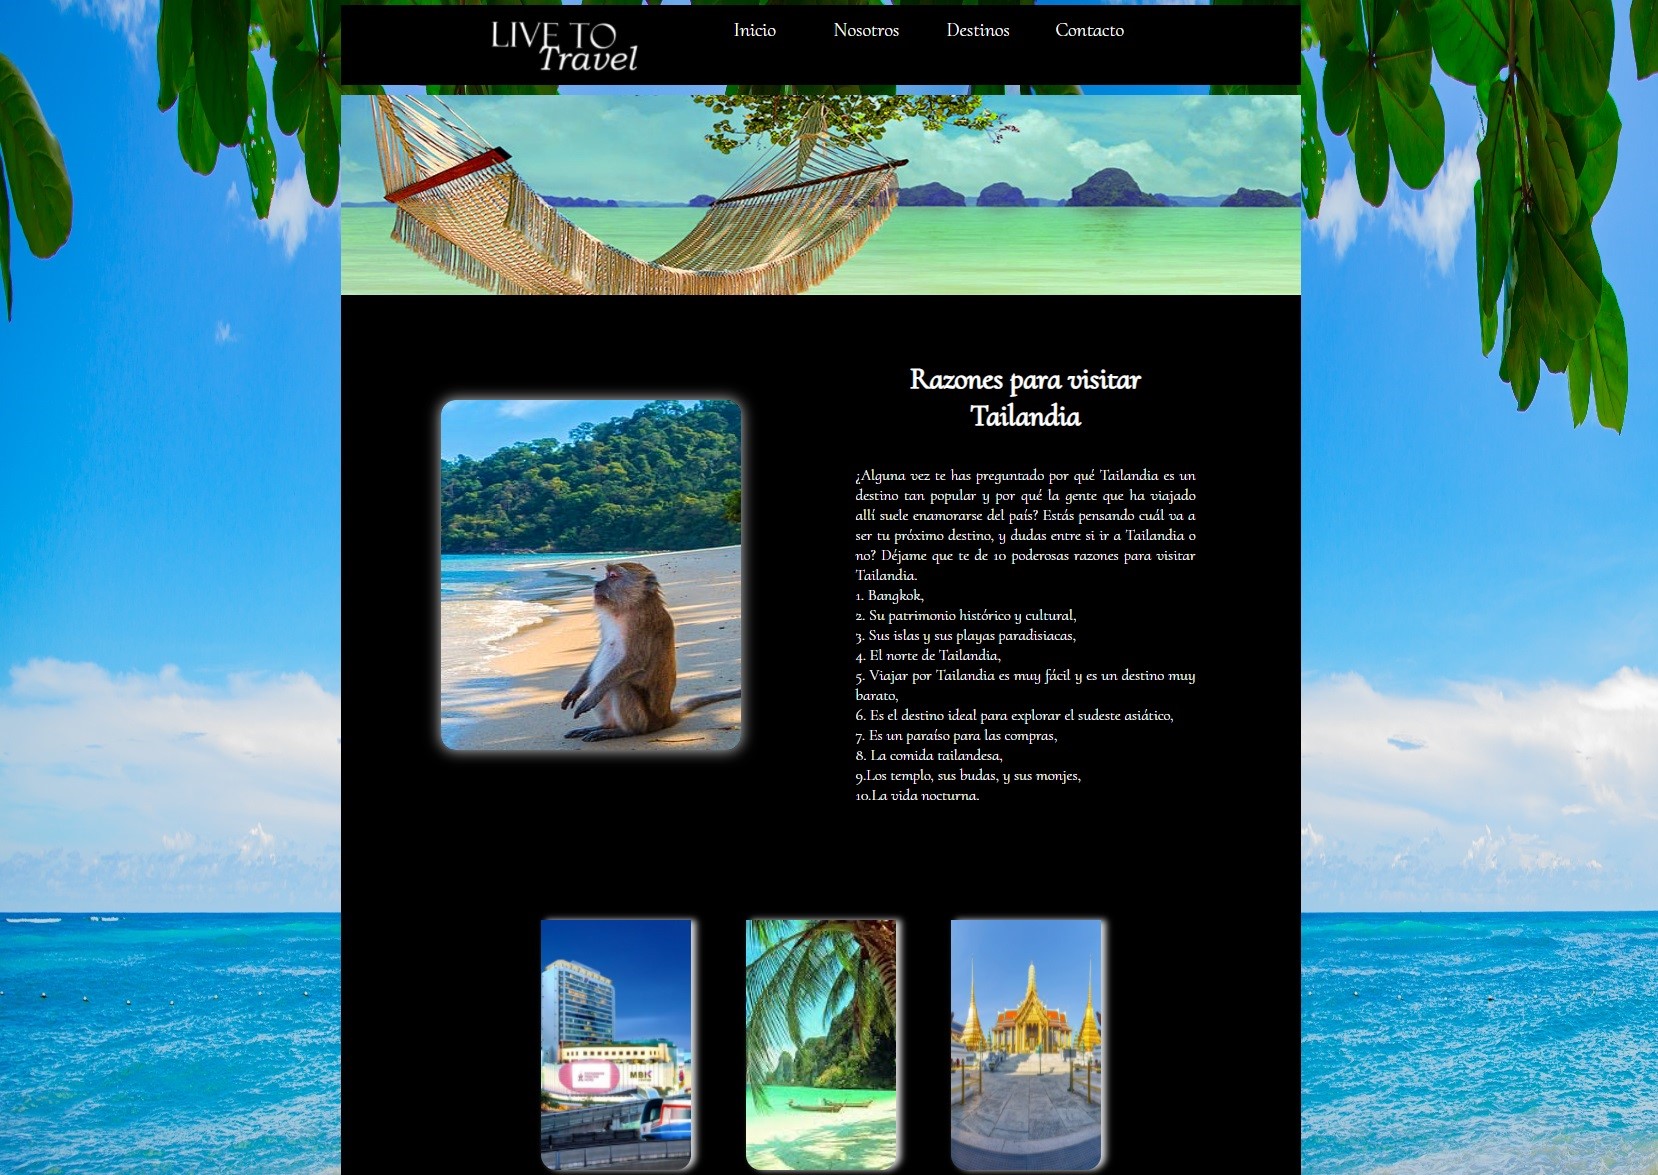 LIVE TO
Travel
Inicio
Nosotros
Destinos
Contacto
Razones para visitar
Tailandia
¿Alguna vez te has preguntado por qué Tailandia es un
destino tan popular y por qué la gente que ha viajado
allí suele enamorarse del país? Estás pensando cuál va a
ser tu próximo destino, y dudas entre si ir a Tailandia o
no? Déjame que te de 10 poderosas razones para visitar
Tailandia.
1. Bangkok,
2. Su patrimonio histórico y cultural,
3. Sus islas y sus playas paradisiacas,
4. El norte de Tailandia,
5. Viajar por Tailandia es muy fácil y es un destino muy
barato,
6. Es el destino ideal para explorar el sudeste asiático,
7. Es un paraíso para las compras,
8. La comida tailandesa,
9.Los templo, sus budas, y sus monjes,
10.La vida nocturna.
MBK